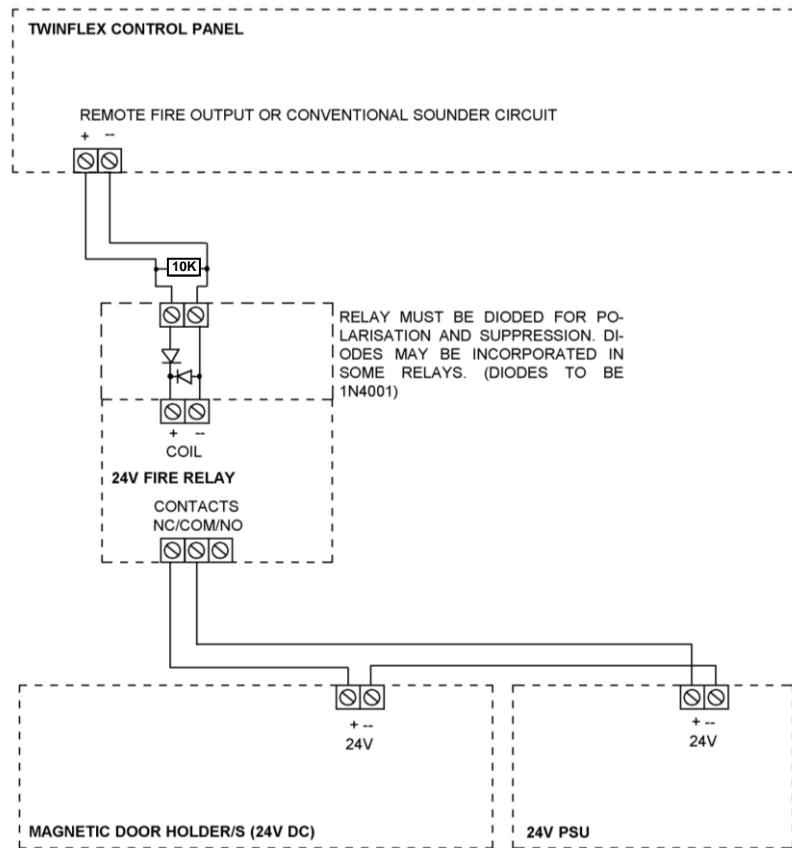 TWINFLEX CONTROL PANEL
REMOTE FIRE OUTPUT OR CONVENTIONAL SOUNDER CIRCUIT
+ --
10K
RELAY MUST BE DIODED FOR PO-
LARISATION AND SUPPRESSION. DI-
ODES MAY BE INCORPORATED IN
SOME RELAYS. (DIODES TO BE
1N4001)
+ --
COIL
24V FIRE RELAY
CONTACTS
NC/COM/NO
+ --
24V
+ --
24V
MAGNETIC DOOR HOLDER/S (24V DC)
24V PSU